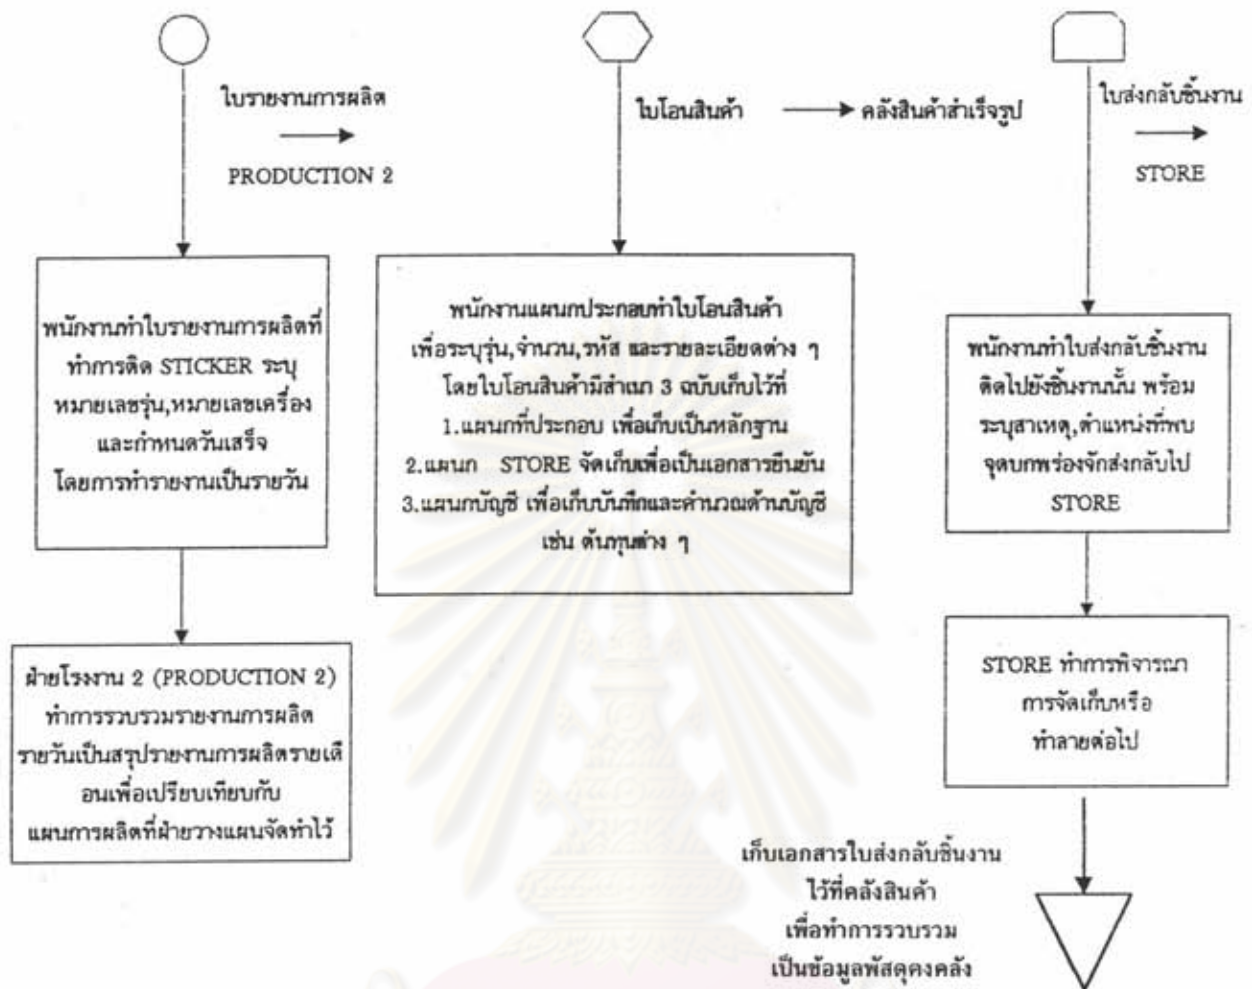 ใบรายงานการผลิต
PRODUCTION 2
พนักงานทำใบรายงานการผลิตที่
ทำการติด STICKER ระบุ
หมายเลขรุ่น,หมายเลขเครื่อง
และกำหนดวันเสร็จ
โดยการทำรายงานเป็นรายวัน
ฝ่ายโรงงาน 2 (PRODUCTION 2)
ทำการรวบรวมรายงานการผลิต
รายวันเป็นสรุปรายงานการผลิตรายเดื
อนเพื่อเปรียบเทียบกับ
แผนการผลิตที่ฝ่ายวางแผนจัดทำไว้
ใบโอนสินค้า
คลังสินค้าสำเร็จรูป
พนักงานแผนกประกอบทำใบโอนสินค้า
เพื่อระบุรุ่น,จำนวน,รหัส และรายละเอียดต่าง ๆ
โดยใบโอนสินค้ามีสำเนา 3 ฉบับเก็บไว้ที่
1.แผนกที่ประกอบ เพื่อเก็บเป็นหลักฐาน
2.แผนก STORE จัดเก็บเพื่อเป็นเอกสารยืนยัน
3.แผนกบัญชี เพื่อเก็บบันทึกและคำนวณด้านบัญชี
เช่น ต้นทุนต่าง ๆ
ใบส่งกลับชิ้นงาน
STORE
พนักงานทำใบส่งกลับชิ้นงาน
ติดไปยังชิ้นงานนั้น พร้อม
ระบุสาเหตุ,ตำแหน่งที่พบ
จุดบกพร่องจักส่งกลับไป
STORE
STORE ทำการพิจารณา
การจัดเก็บหรือ
ทำลายต่อไป
เก็บเอกสารใบส่งกลับชิ้นงาน
ไว้ที่คลังสินค้า
เพื่อทำการรวบรวม
เป็นข้อมูลพัสดุคงคลัง